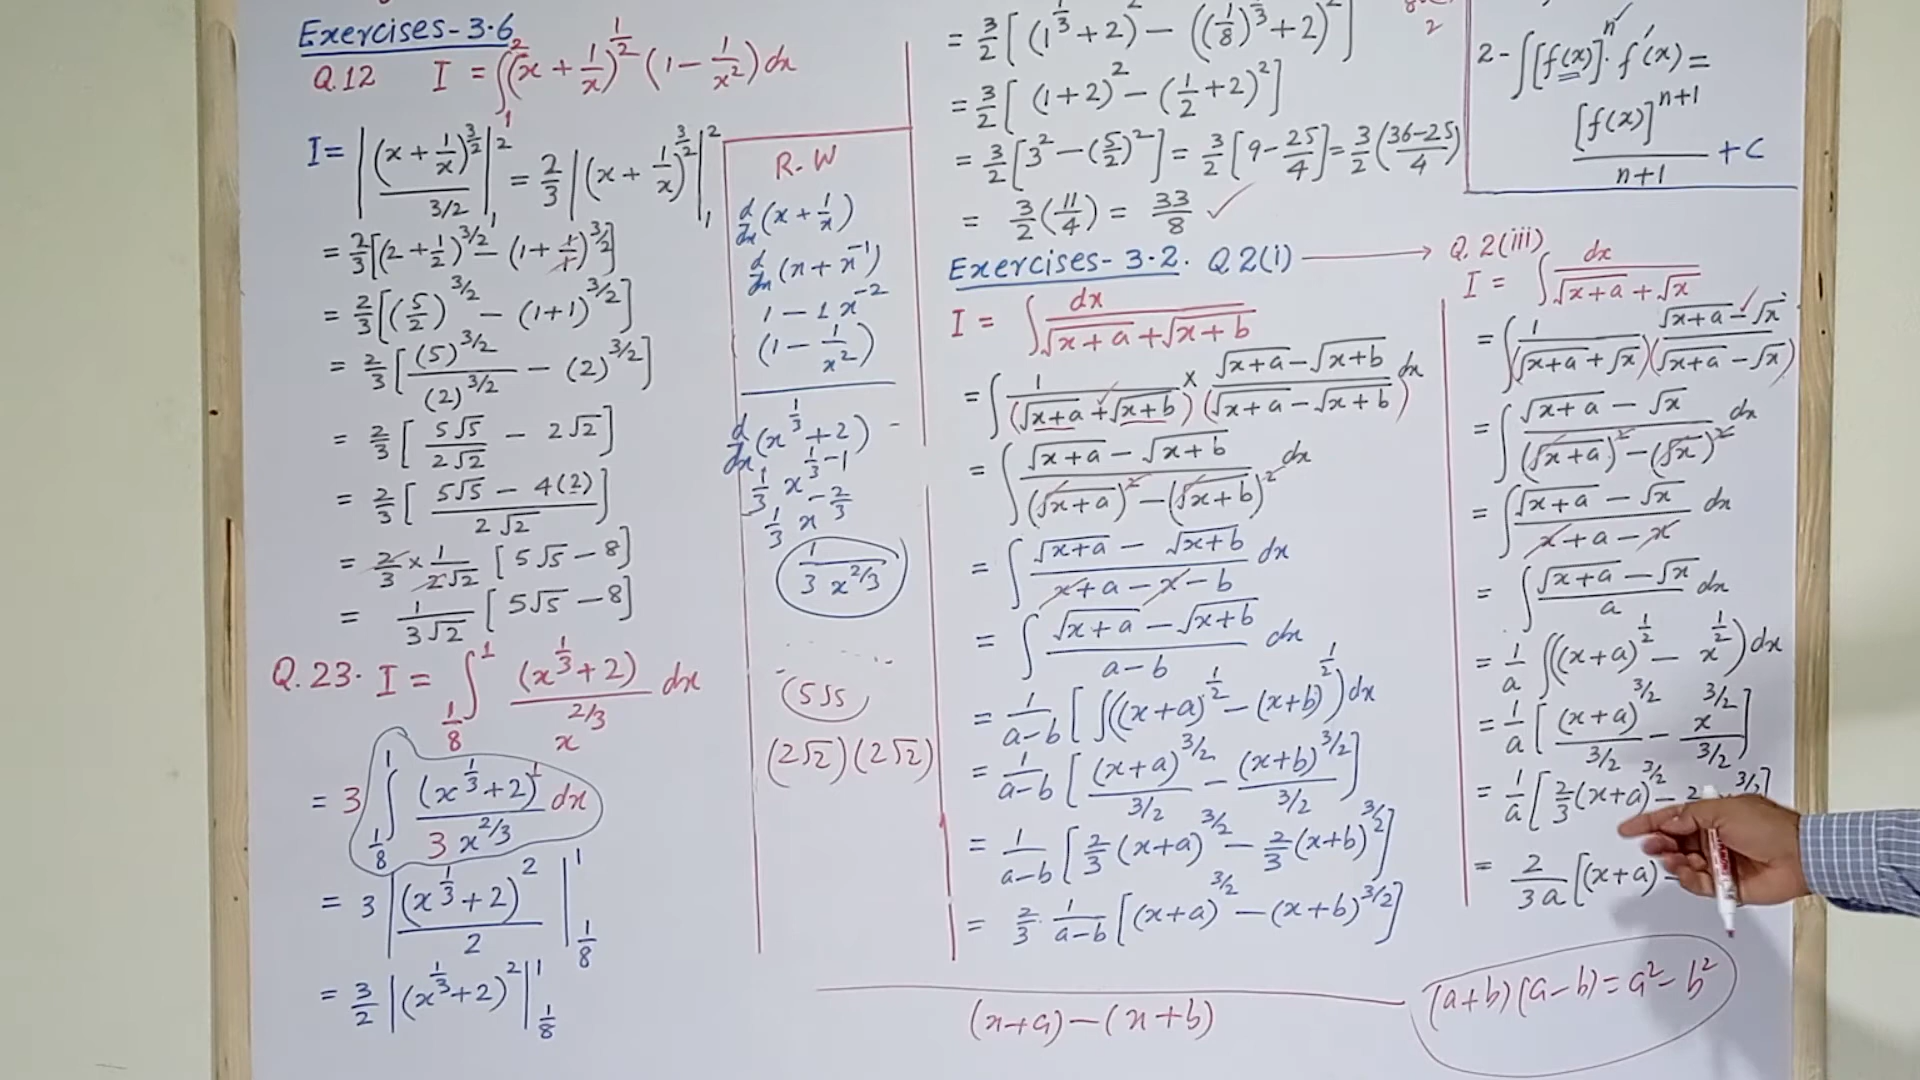 Exercises-3.6
Q.12 I = ∫₁² (x + 1/x)^(1/2) (1 - 1/x²) dx
I = |(x + 1/x)^(3/2) / 3/2|₁² = 2/3 |(x + 1/x)^(3/2)|₁²
= 2/3 [(2 + 1/2)^(3/2) - (1 + 1/1)^(3/2)]
= 2/3 [(5/2)^(3/2) - (1+1)^(3/2)]
= 2/3 [(5)^(3/2) / (2)^(3/2) - (2)^(3/2)]
= 2/3 [5√5 / 2√2 - 2√2]
= 2/3 [(5√5 - 4(2)) / 2√2]
= 2/3 × 1/2√2 [5√5 - 8]
= 1/3√2 [5√5 - 8]
Q.23. I = ∫_{1/8}^1 (x^(1/3) + 2) / x^(2/3) dx
= 3 ∫_{1/8}^1 (x^(1/3) + 2)^1 / 3 x^(2/3) dx
= 3 |(x^(1/3) + 2)² / 2|_{1/8}^1
= 3/2 |(x^(1/3) + 2)²|_{1/8}^1
R.W
d/dx (x + 1/x)
d/dx (x + x^-1)
1 - 1 x^-2
(1 - 1/x²)
d/dx (x^(1/3) + 2)
1/3 x^(1/3 - 1)
1/3 x^(-2/3)
1 / 3 x^(2/3)
(5√5)
(2√2)(2√2)
= 3/2 [(1^(1/3) + 2)² - ((1/8)^(1/3) + 2)²]
= 3/2 [(1+2)² - (1/2 + 2)²]
= 3/2 [3² - (5/2)²] = 3/2 [9 - 25/4] = 3/2 (36-25 / 4)
= 3/2 (11/4) = 33/8 ✓
2 - ∫[f(x)]^n · f'(x) =
[f(x)]^(n+1) / n+1 + c
Exercises-3.2. Q.2(i) → Q.2(iii)
I = ∫ dx / √x+a + √x+b
= ∫ 1 / (√x+a + √x+b) × √x+a - √x+b / (√x+a - √x+b) dx
= ∫ √x+a - √x+b / (√x+a)² - (√x+b)² dx
= ∫ √x+a - √x+b / x+a-x-b dx
= ∫ √x+a - √x+b / a-b dx
= 1/a-b [∫((x+a)^(1/2) - (x+b)^(1/2)) dx
= 1/a-b [(x+a)^(3/2) / 3/2 - (x+b)^(3/2) / 3/2]
= 1/a-b [2/3 (x+a)^(3/2) - 2/3 (x+b)^(3/2)]
= 2/3 · 1/a-b [(x+a)^(3/2) - (x+b)^(3/2)]
(x+a)-(x+b)
I = ∫ dx / √x+a + √x
= ∫ 1 / (√x+a + √x) √x+a - √x / (√x+a - √x)
= ∫ √x+a - √x / (√x+a)² - (√x)² dx
= ∫ √x+a - √x / x+a-x dx
= ∫ √x+a - √x / a dx
= 1/a ∫((x+a)^(1/2) - x^(1/2)) dx
= 1/a [(x+a)^(3/2) / 3/2 - x^(3/2) / 3/2]
= 1/a [2/3 (x+a)^(3/2) - 2 3/2]
= 2/3a [(x+a) -
(a+b)(a-b) = a² - b²